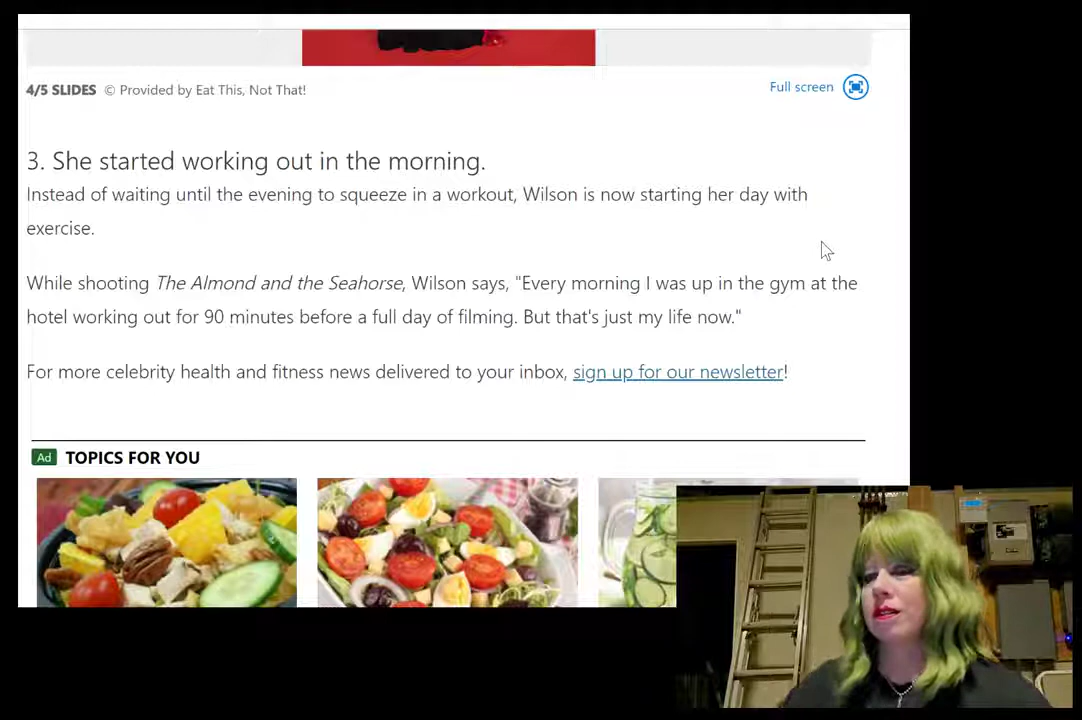 4/5 SLIDES © Provided by Eat This, Not That!
Full screen
3. She started working out in the morning.
Instead of waiting until the evening to squeeze in a workout, Wilson is now starting her day with
exercise.
While shooting The Almond and the Seahorse, Wilson says, "Every morning I was up in the gym at the
hotel working out for 90 minutes before a full day of filming. But that's just my life now."
For more celebrity health and fitness news delivered to your inbox, sign up for our newsletter!
Ad TOPICS FOR YOU